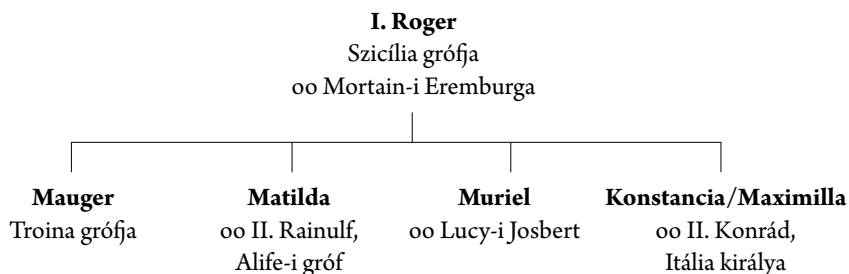 I. Roger
Szicília grófja
oo Mortain-i Eremburga
Mauger
Troina grófja
Matilda
oo II. Rainulf,
Alife-i gróf
Muriel
oo Lucy-i Josbert
Konstancia/Maximilla
oo II. Konrád,
Itália királya